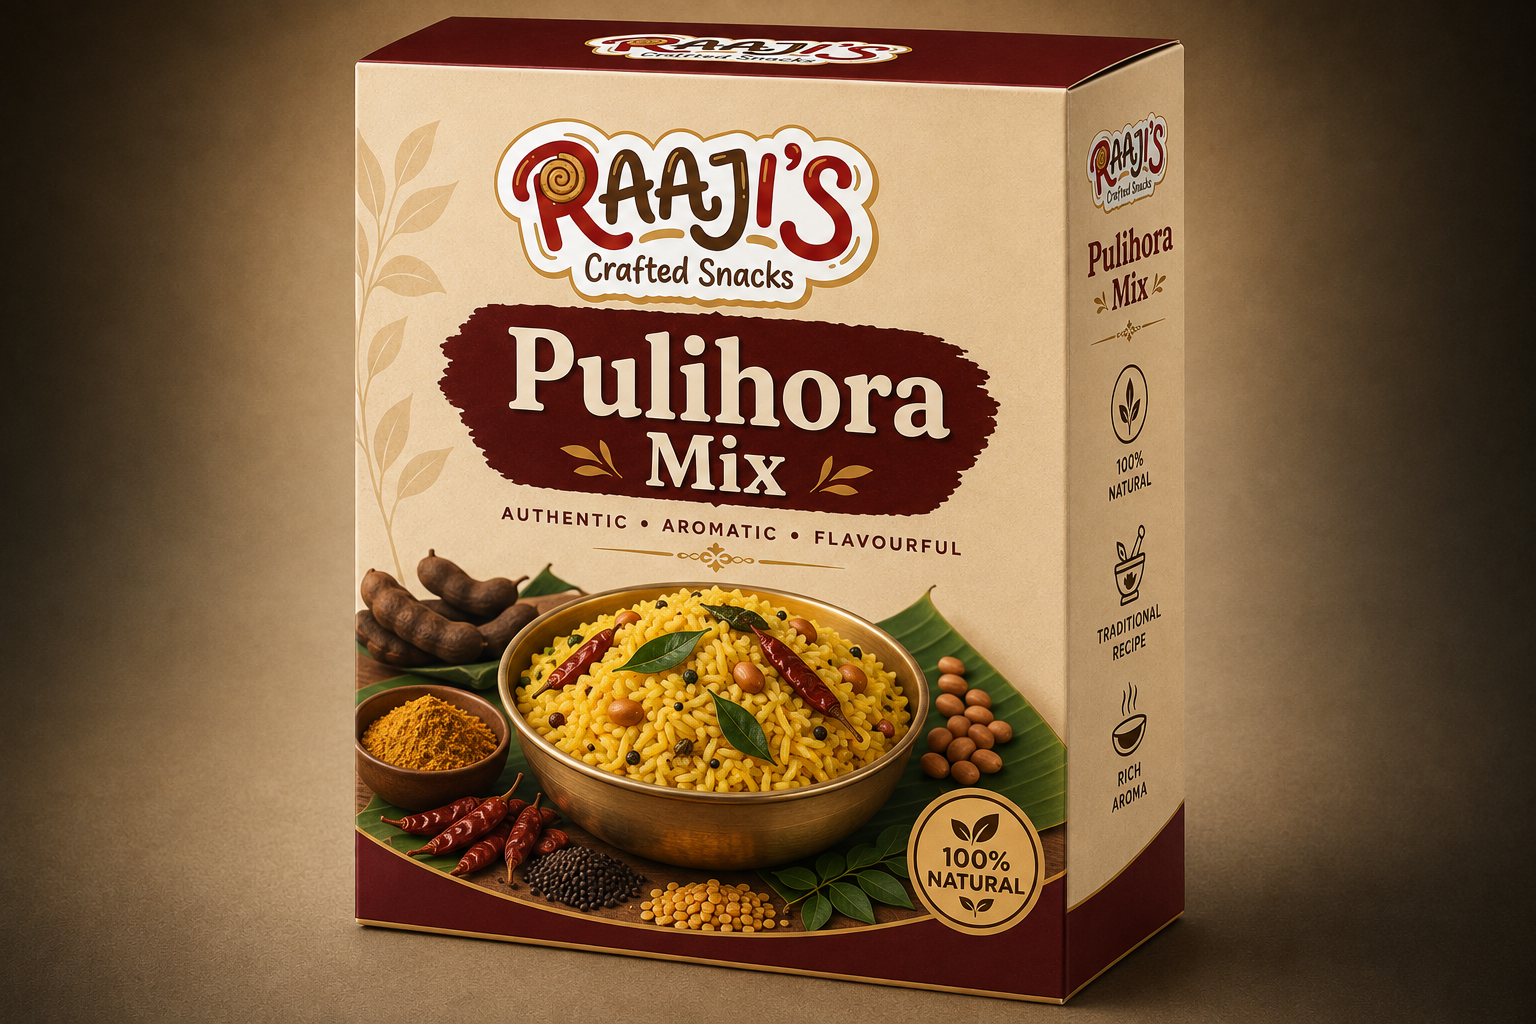 RAAJI'S
Crafted Snacks
RAAJI'S
Crafted Snacks
Pulihora
Mix
AUTHENTIC • AROMATIC • FLAVOURFUL
100%
NATURAL
RAAJI'S
Crafted Snacks
Pulihora
Mix
100%
NATURAL
TRADITIONAL
RECIPE
RICH
AROMA